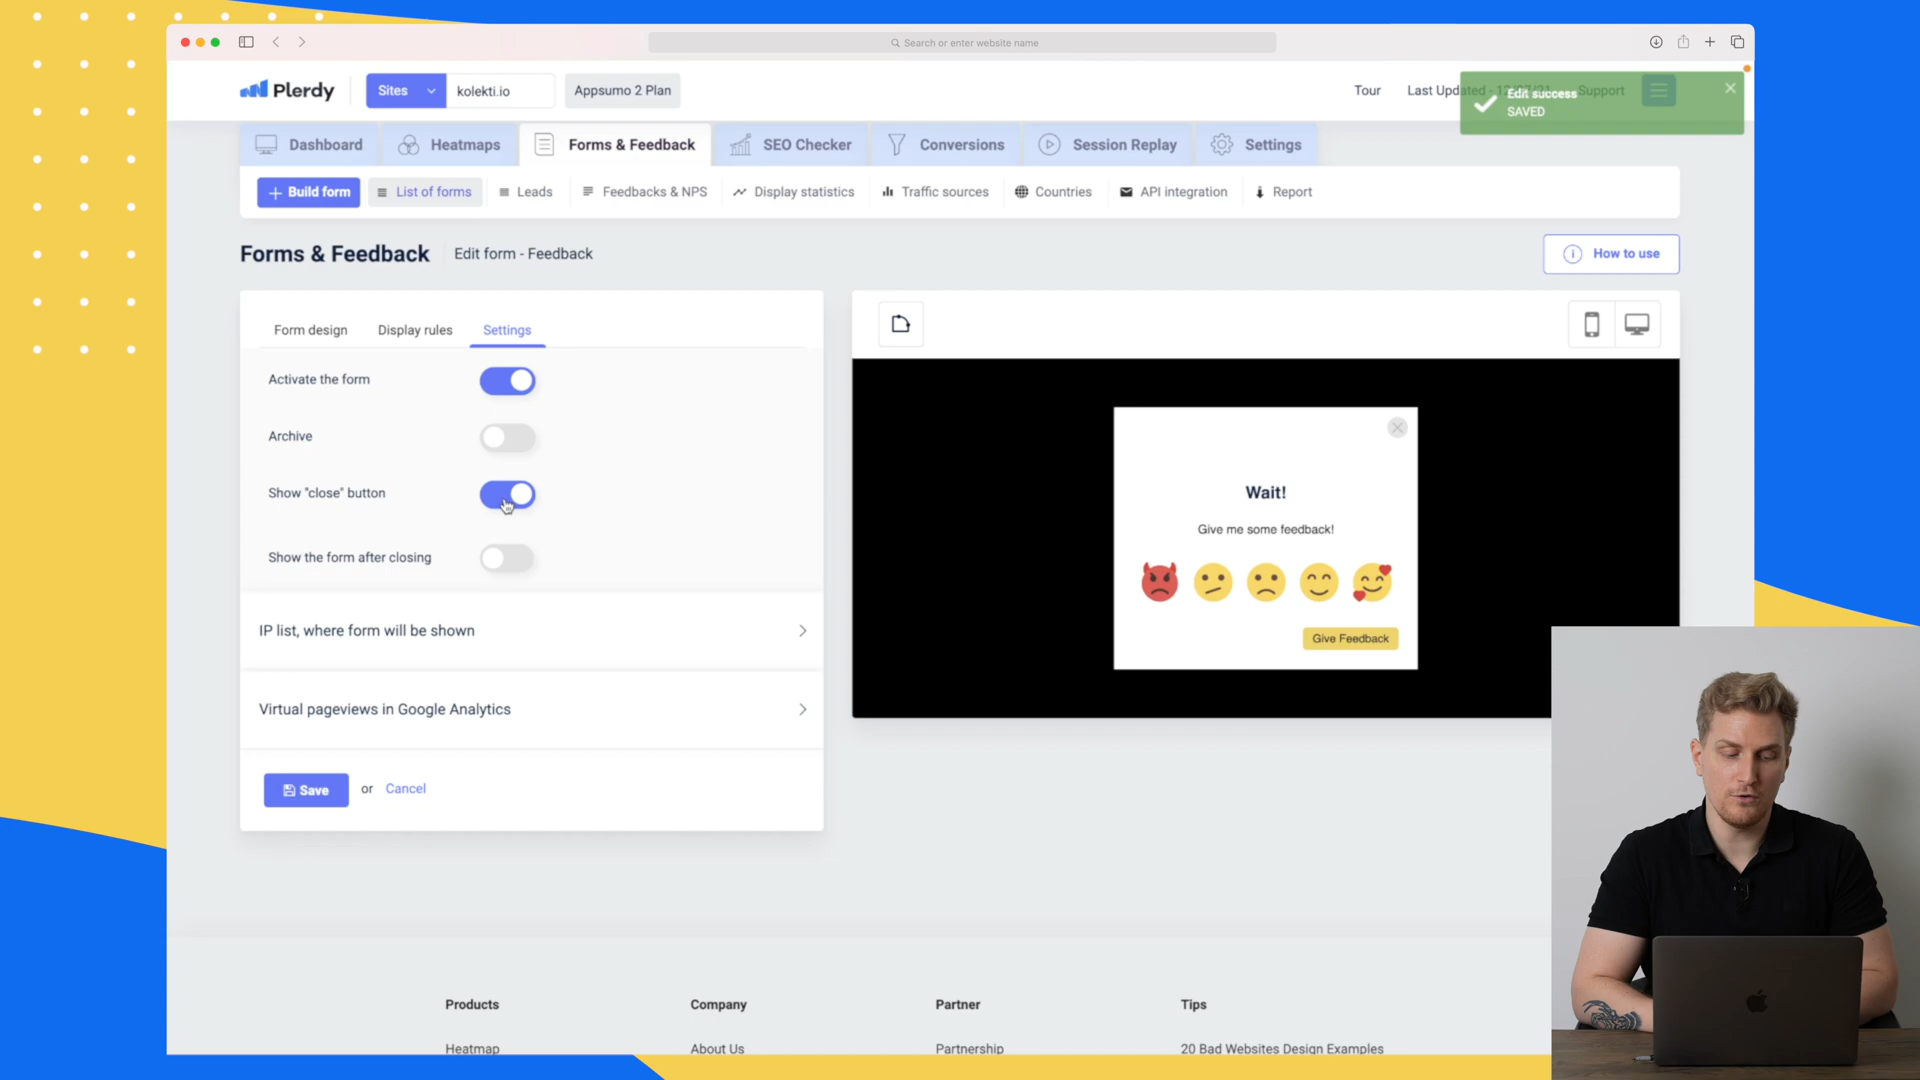 Search or enter website name
Plerdy
Sites
kolekti.io
Appsumo 2 Plan
Tour
Last Updated - 12/07/21
Support
Edit success
SAVED
Dashboard
Heatmaps
Forms & Feedback
SEO Checker
Conversions
Session Replay
Settings
+ Build form
List of forms
Leads
Feedbacks & NPS
Display statistics
Traffic sources
Countries
API integration
Report
Forms & Feedback
Edit form - Feedback
How to use
Form design
Display rules
Settings
Activate the form
Archive
Show "close" button
Show the form after closing
IP list, where form will be shown
Virtual pageviews in Google Analytics
Save
or
Cancel
Wait!
Give me some feedback!
Give Feedback
Products
Company
Partner
Tips
Heatmap
About Us
Partnership
20 Bad Websites Design Examples